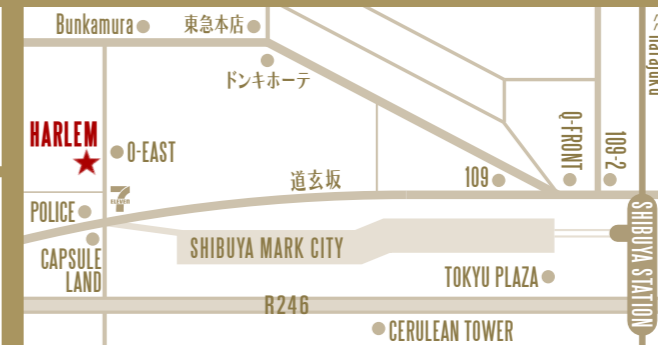 Bunkamura
東急本店
ドンキホーテ
HARLEM
O-EAST
Q-FRONT
109-2
道玄坂
109
POLICE
SHIBUYA MARK CITY
SHIBUYA STATION
CAPSULE
LAND
TOKYU PLAZA
R246
CERULEAN TOWER